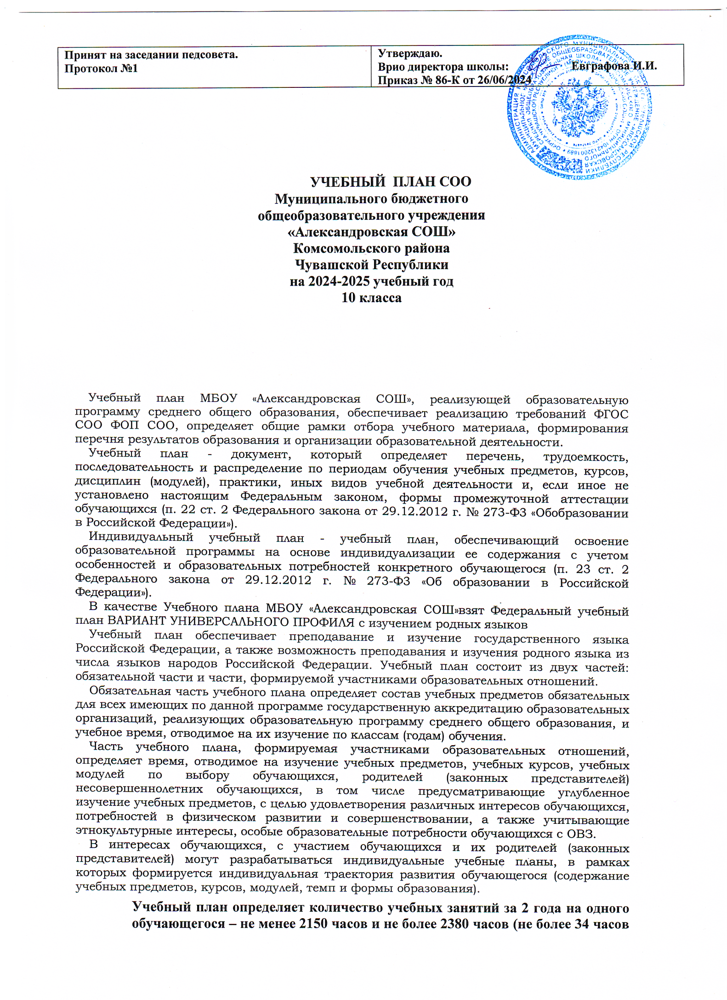 Принят на заседании педсовета.
Протокол №1
Утверждаю.
Врио директора школы: Евграфова И.И.
Приказ № 86-К от 26/06/2024
УЧЕБНЫЙ ПЛАН СОО
Муниципального бюджетного
общеобразовательного учреждения
«Александровская СОШ»
Комсомольского района
Чувашской Республики
на 2024-2025 учебный год
10 класса
Учебный план МБОУ «Александровская СОШ», реализующей образовательную
программу среднего общего образования, обеспечивает реализацию требований ФГОС
СОО ФОП СОО, определяет общие рамки отбора учебного материала, формирования
перечня результатов образования и организации образовательной деятельности.
Учебный план - документ, который определяет перечень, трудоемкость,
последовательность и распределение по периодам обучения учебных предметов, курсов,
дисциплин (модулей), практики, иных видов учебной деятельности и, если иное не
установлено настоящим Федеральным законом, формы промежуточной аттестации
обучающихся (п. 22 ст. 2 Федерального закона от 29.12.2012 г. № 273-ФЗ «Обобразовании
в Российской Федерации»).
Индивидуальный учебный план - учебный план, обеспечивающий освоение
образовательной программы на основе индивидуализации ее содержания с учетом
особенностей и образовательных потребностей конкретного обучающегося (п. 23 ст. 2
Федерального закона от 29.12.2012 г. № 273-ФЗ «Об образовании в Российской
Федерации»).
В качестве Учебного плана МБОУ «Александровская СОШ»взят Федеральный учебный
план ВАРИАНТ УНИВЕРСАЛЬНОГО ПРОФИЛЯ с изучением родных языков
Учебный план обеспечивает преподавание и изучение государственного языка
Российской Федерации, а также возможность преподавания и изучения родного языка из
числа языков народов Российской Федерации. Учебный план состоит из двух частей:
обязательной части и части, формируемой участниками образовательных отношений.
Обязательная часть учебного плана определяет состав учебных предметов обязательных
для всех имеющих по данной программе государственную аккредитацию образовательных
организаций, реализующих образовательную программу среднего общего образования, и
учебное время, отводимое на их изучение по классам (годам) обучения.
Часть учебного плана, формируемая участниками образовательных отношений,
определяет время, отводимое на изучение учебных предметов, учебных курсов, учебных
модулей по выбору обучающихся, родителей (законных представителей)
несовершеннолетних обучающихся, в том числе предусматривающие углубленное
изучение учебных предметов, с целью удовлетворения различных интересов обучающихся,
потребностей в физическом развитии и совершенствовании, а также учитывающие
этнокультурные интересы, особые образовательные потребности обучающихся с ОВЗ.
В интересах обучающихся, с участием обучающихся и их родителей (законных
представителей) могут разрабатываться индивидуальные учебные планы, в рамках
которых формируется индивидуальная траектория развития обучающегося (содержание
учебных предметов, курсов, модулей, темп и формы образования).
Учебный план определяет количество учебных занятий за 2 года на одного
обучающегося – не менее 2150 часов и не более 2380 часов (не более 34 часов